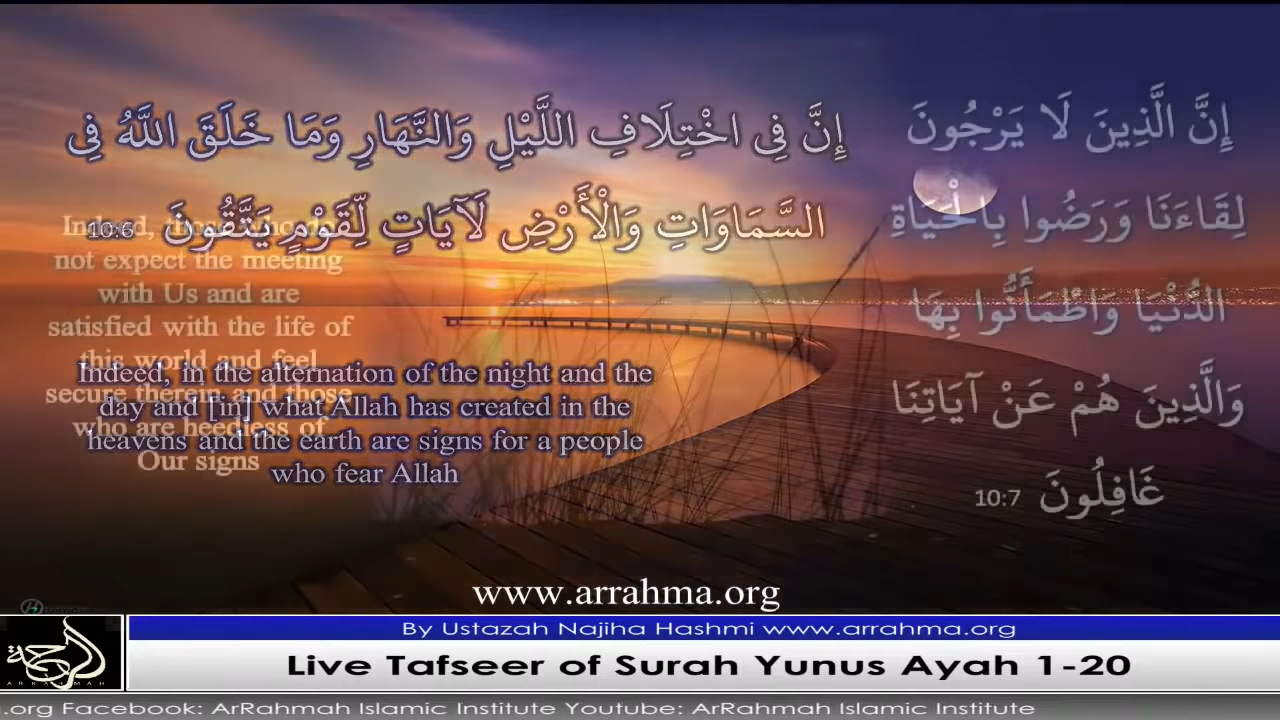 إِنَّ فِى اخْتِلَافِ اللَّيْلِ وَالنَّهَارِ وَمَا خَلَقَ اللَّهُ فِى
السَّمَاوَاتِ وَالْأَرْضِ لَآيَاتٍ لِّقَوْمٍ يَتَّقُونَ 10:6
إِنَّ الَّذِينَ لَا يَرْجُونَ
لِقَاءَنَا وَرَضُوا بِالْحَيَاةِ
الدُّنْيَا وَاطْمَأَنُّوا بِهَا
وَالَّذِينَ هُمْ عَنْ آيَاتِنَا
غَافِلُونَ 10:7
Indeed, those who do
not expect the meeting
with Us and are
satisfied with the life of
this world and feel
secure therein and those
who are heedless of
Our signs
Indeed, in the alternation of the night and the
day and [in] what Allah has created in the
heavens and the earth are signs for a people
who fear Allah
www.arrahma.org
By Ustazah Najiha Hashmi www.arrahma.org
Live Tafseer of Surah Yunus Ayah 1-20
الرحمة
ARRAHMAH
.org Facebook: ArRahmah Islamic Institute Youtube: ArRahmah Islamic Institute